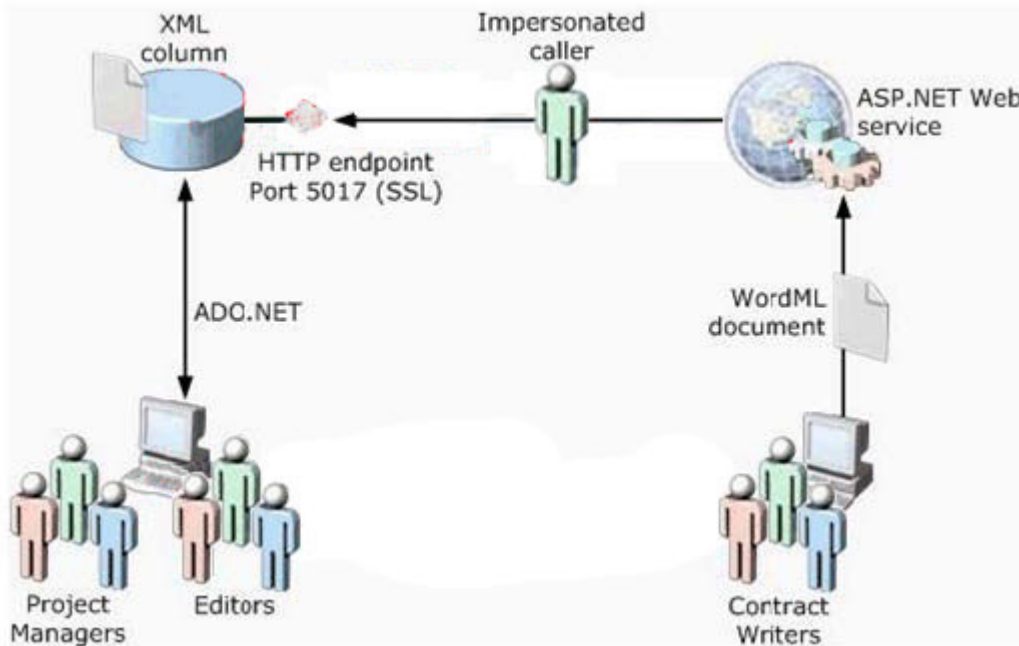 XML
column
Impersonated
caller
ASP.NET Web
service
HTTP endpoint
Port 5017 (SSL)
ADO.NET
WordML
document
Project
Managers
Editors
Contract
Writers